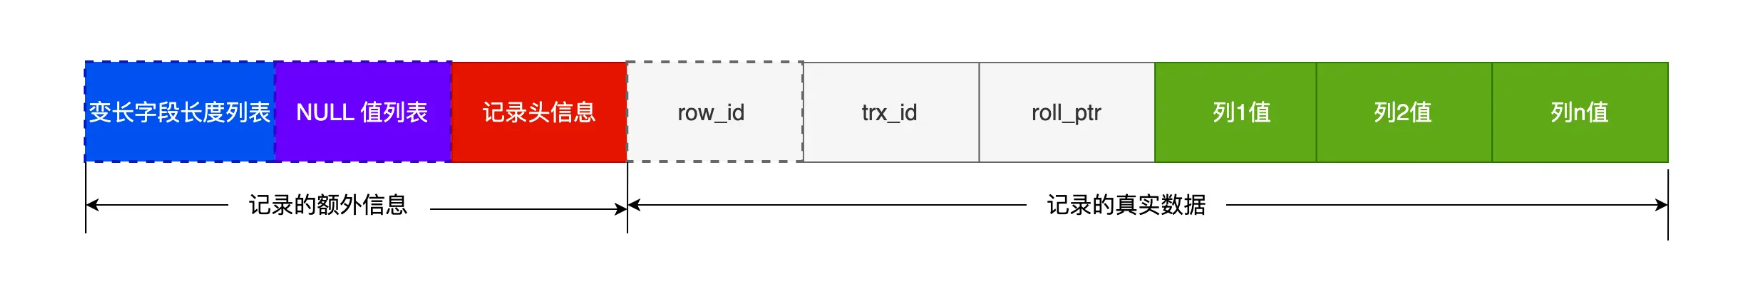 变长字段长度列表
NULL 值列表
记录头信息
row_id
trx_id
roll_ptr
列1值
列2值
列n值
记录的额外信息
记录的真实数据